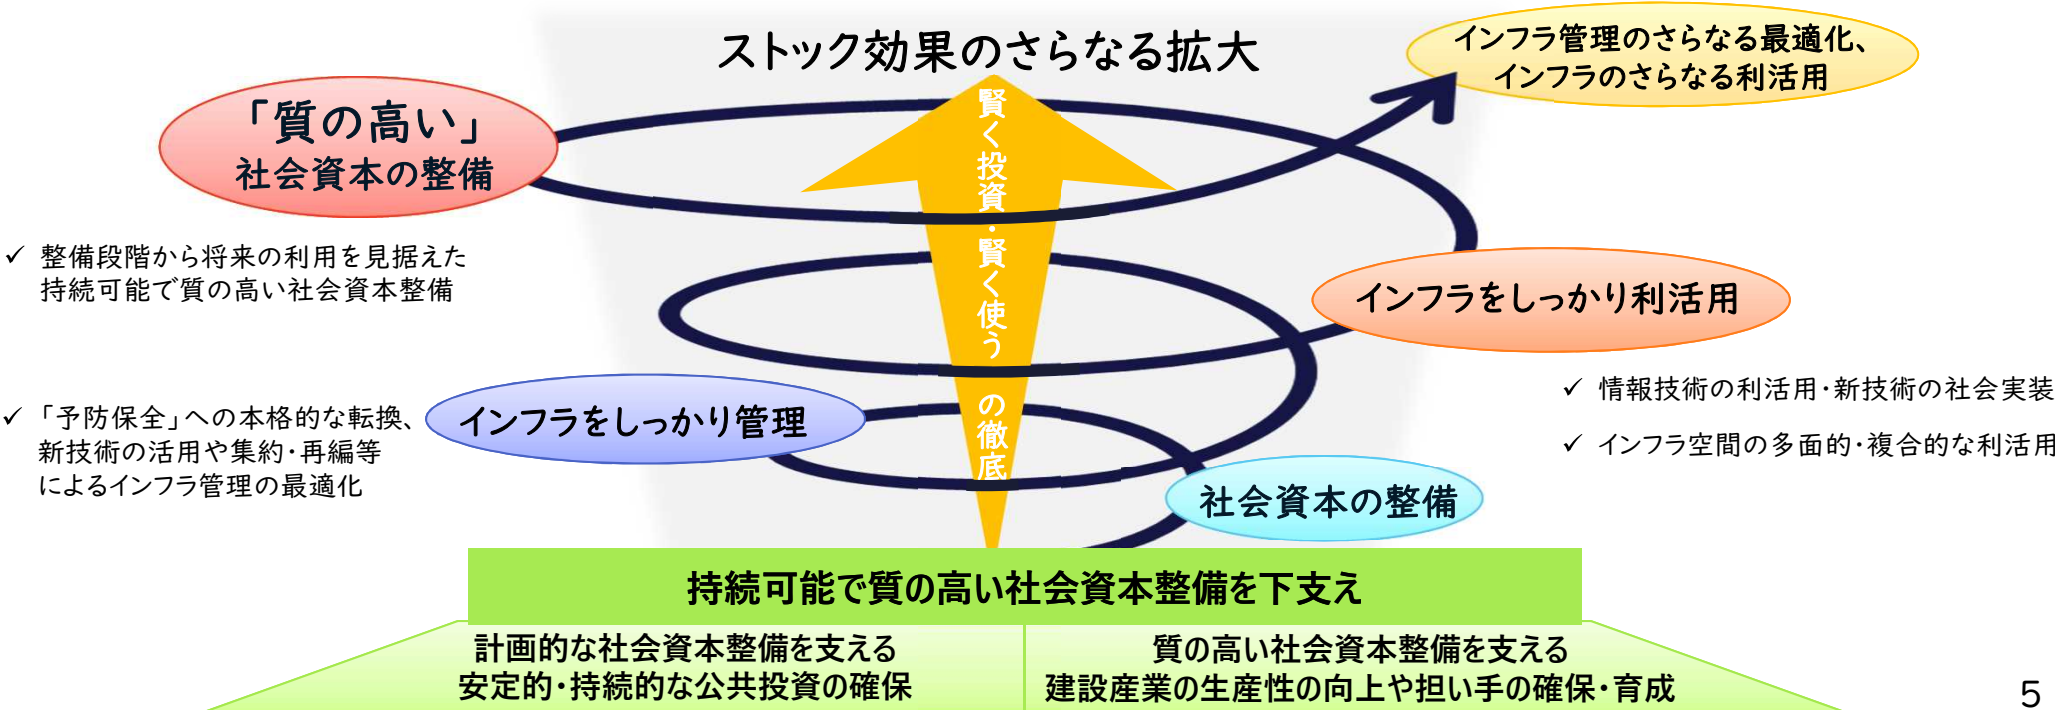 ストック効果のさらなる拡大
インフラ管理のさらなる最適化、
インフラのさらなる利活用
「質の高い」
社会資本の整備
賢く投資・賢く使う の徹底
✓ 整備段階から将来の利用を見据えた
持続可能で質の高い社会資本整備
インフラをしっかり利活用
✓ 情報技術の利活用・新技術の社会実装
✓ インフラ空間の多面的・複合的な利活用
インフラをしっかり管理
✓ 「予防保全」への本格的な転換、
新技術の活用や集約・再編等
によるインフラ管理の最適化
社会資本の整備
持続可能で質の高い社会資本整備を下支え
計画的な社会資本整備を支える
安定的・持続的な公共投資の確保
質の高い社会資本整備を支える
建設産業の生産性の向上や担い手の確保・育成
5